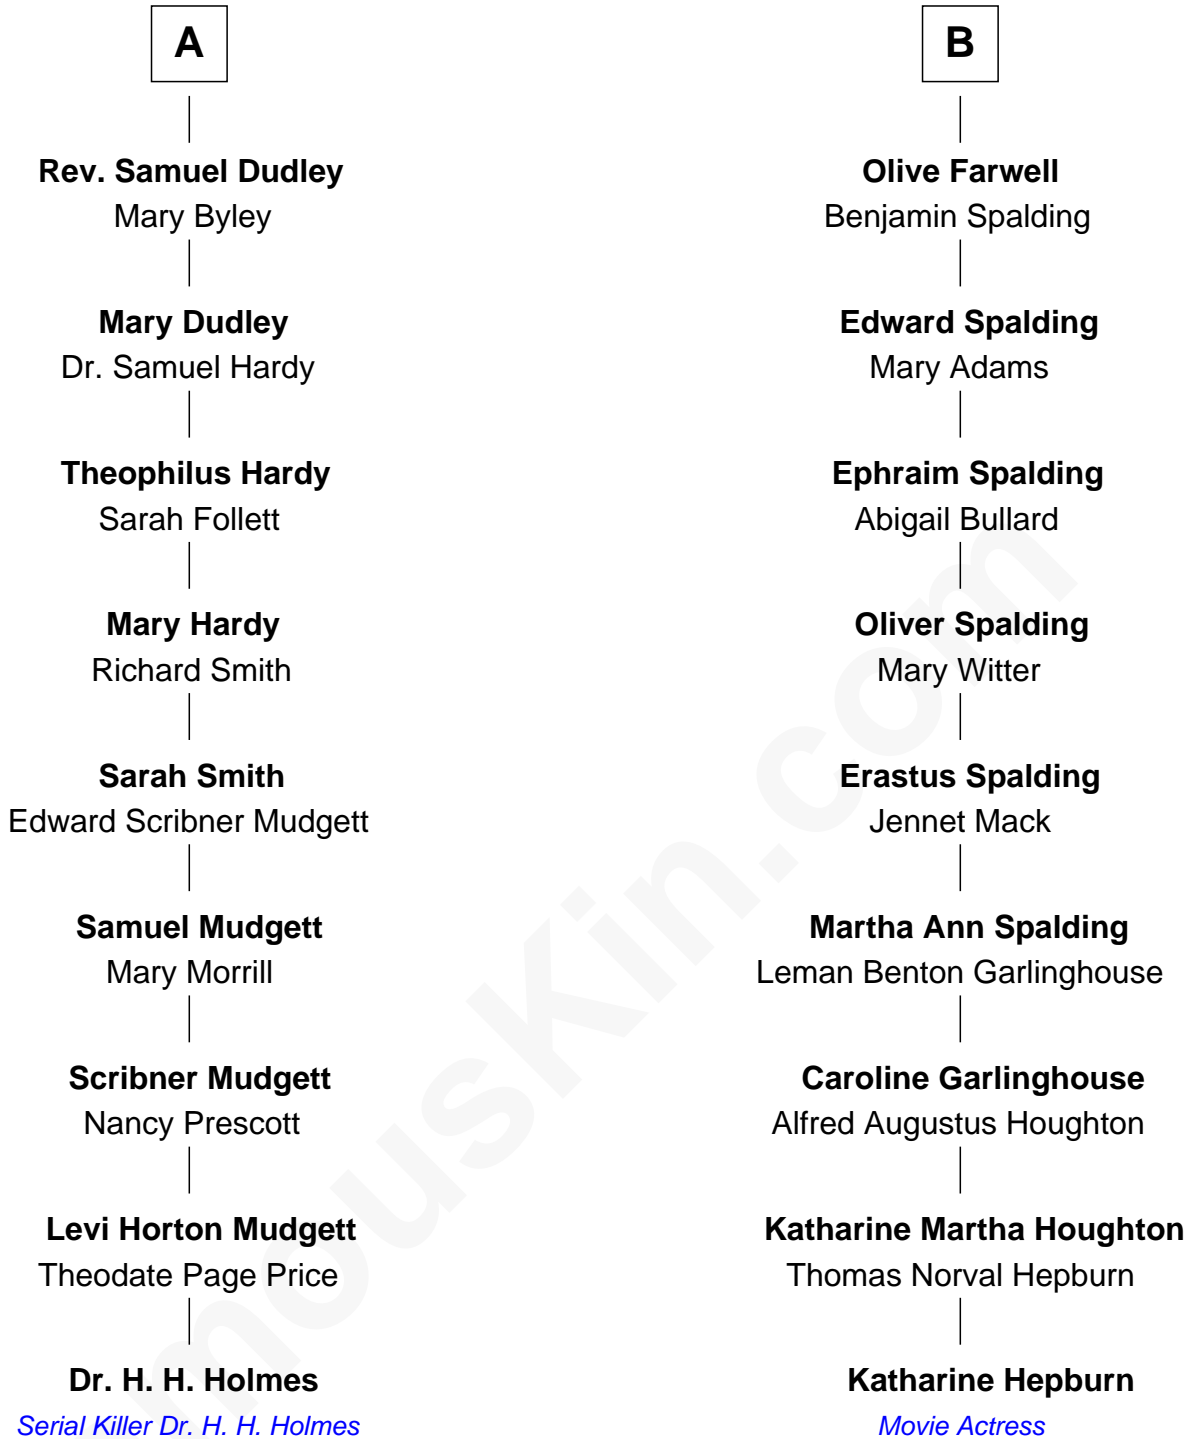 A
Rev. Samuel Dudley
Mary Byley
Mary Dudley
Dr. Samuel Hardy
Theophilus Hardy
Sarah Follett
Mary Hardy
Richard Smith
Sarah Smith
Edward Scribner Mudgett
Samuel Mudgett
Mary Morrill
Scribner Mudgett
Nancy Prescott
Levi Horton Mudgett
Theodate Page Price
Dr. H. H. Holmes
Serial Killer Dr. H. H. Holmes
B
Olive Farwell
Benjamin Spalding
Edward Spalding
Mary Adams
Ephraim Spalding
Abigail Bullard
Oliver Spalding
Mary Witter
Erastus Spalding
Jennet Mack
Martha Ann Spalding
Leman Benton Garlinghouse
Caroline Garlinghouse
Alfred Augustus Houghton
Katharine Martha Houghton
Thomas Norval Hepburn
Katharine Hepburn
Movie Actress
mousKin.com